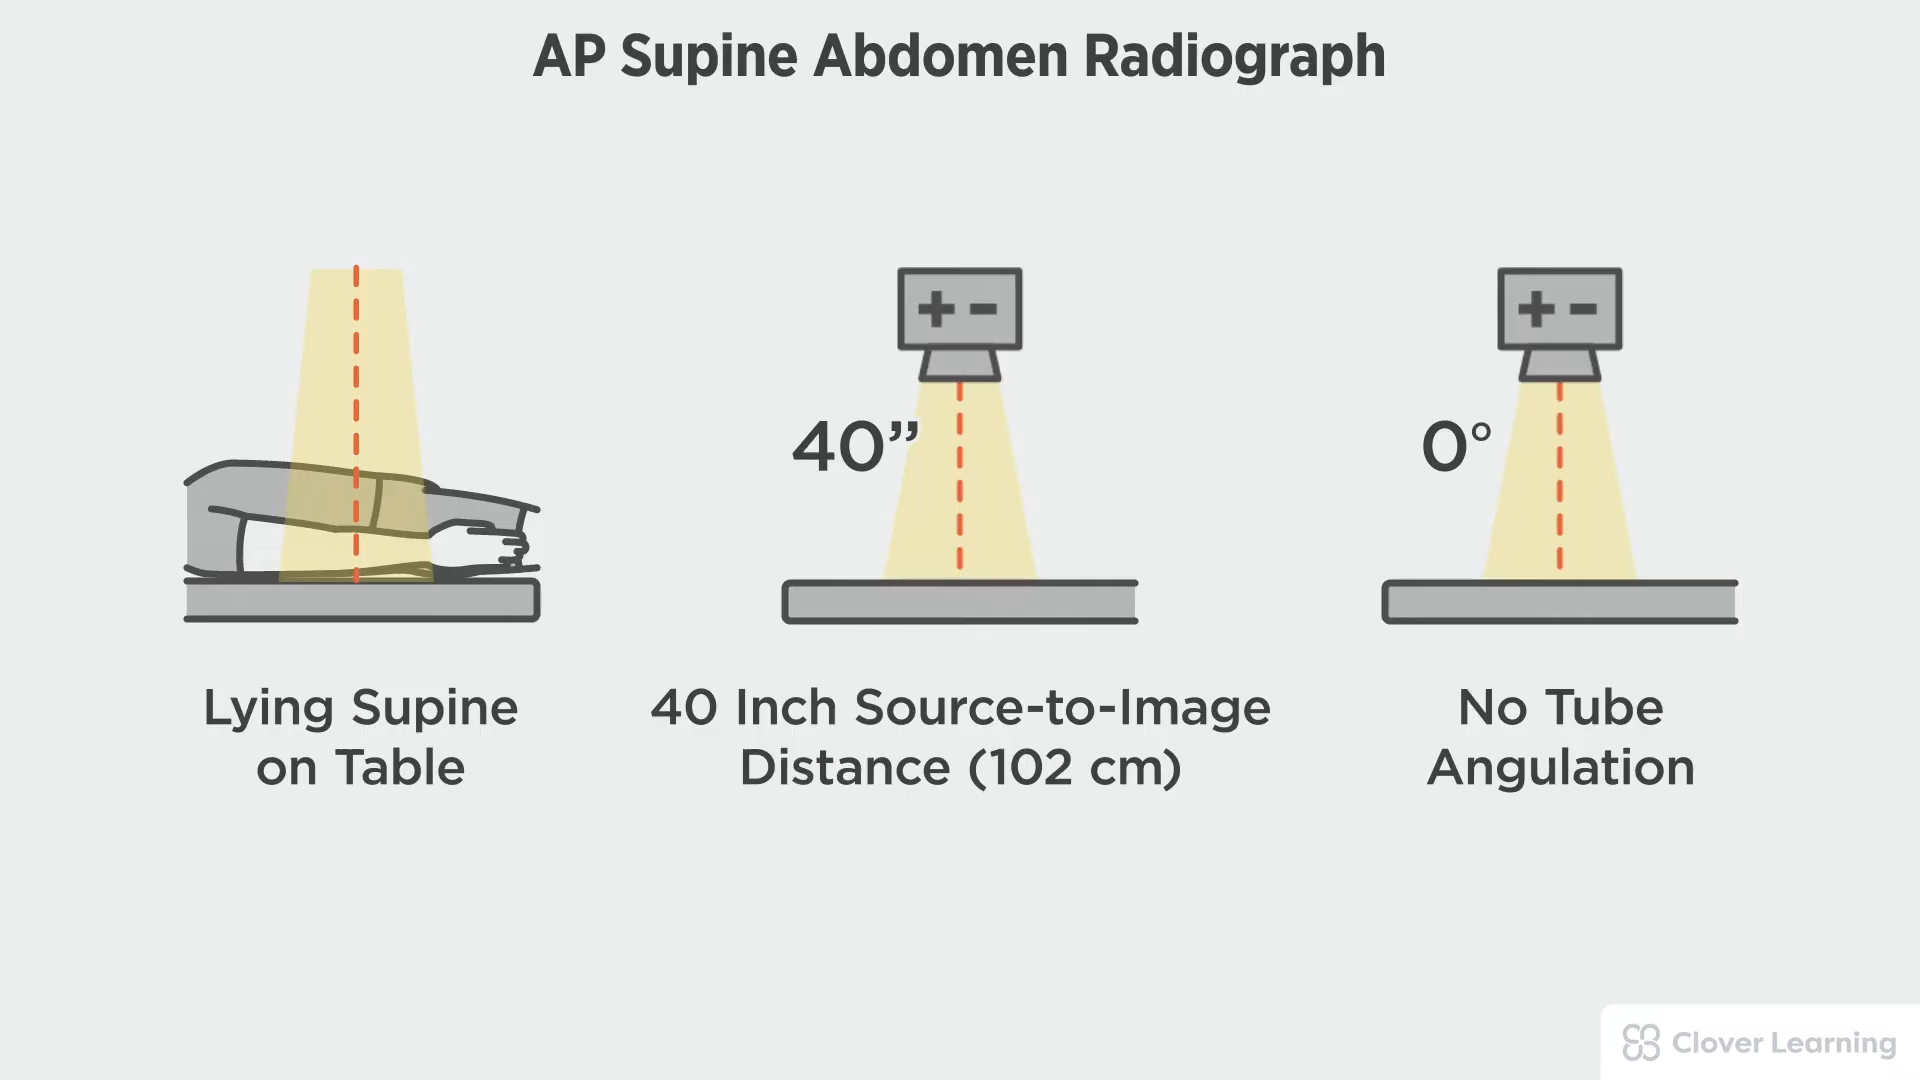 AP Supine Abdomen Radiograph
40”
0°
+ -
+ -
Lying Supine
on Table
40 Inch Source-to-Image
Distance (102 cm)
No Tube
Angulation
Clover Learning